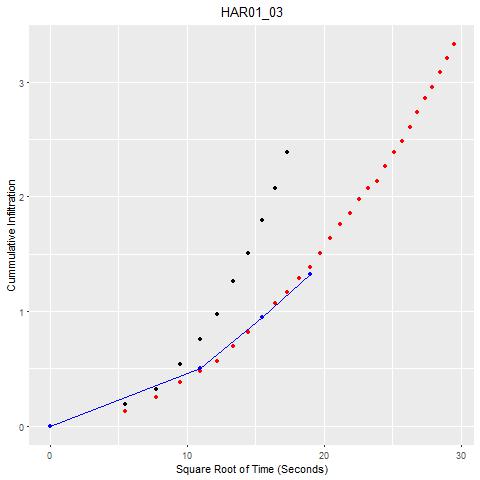 HAR01_03
3
2
1
0
0
10
20
30
Cummulative Infiltration
Square Root of Time (Seconds)